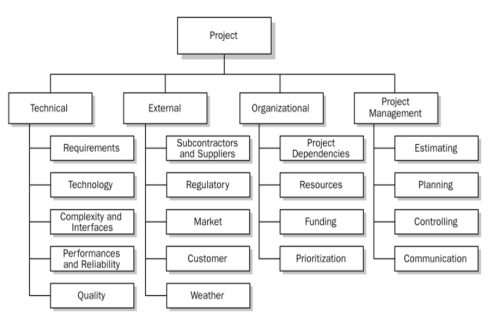 Project
Technical
External
Organizational
Project
Management
Requirements
Technology
Complexity and
Interfaces
Performances
and Reliability
Quality
Subcontractors
and Suppliers
Regulatory
Market
Customer
Weather
Project
Dependencies
Resources
Funding
Prioritization
Estimating
Planning
Controlling
Communication